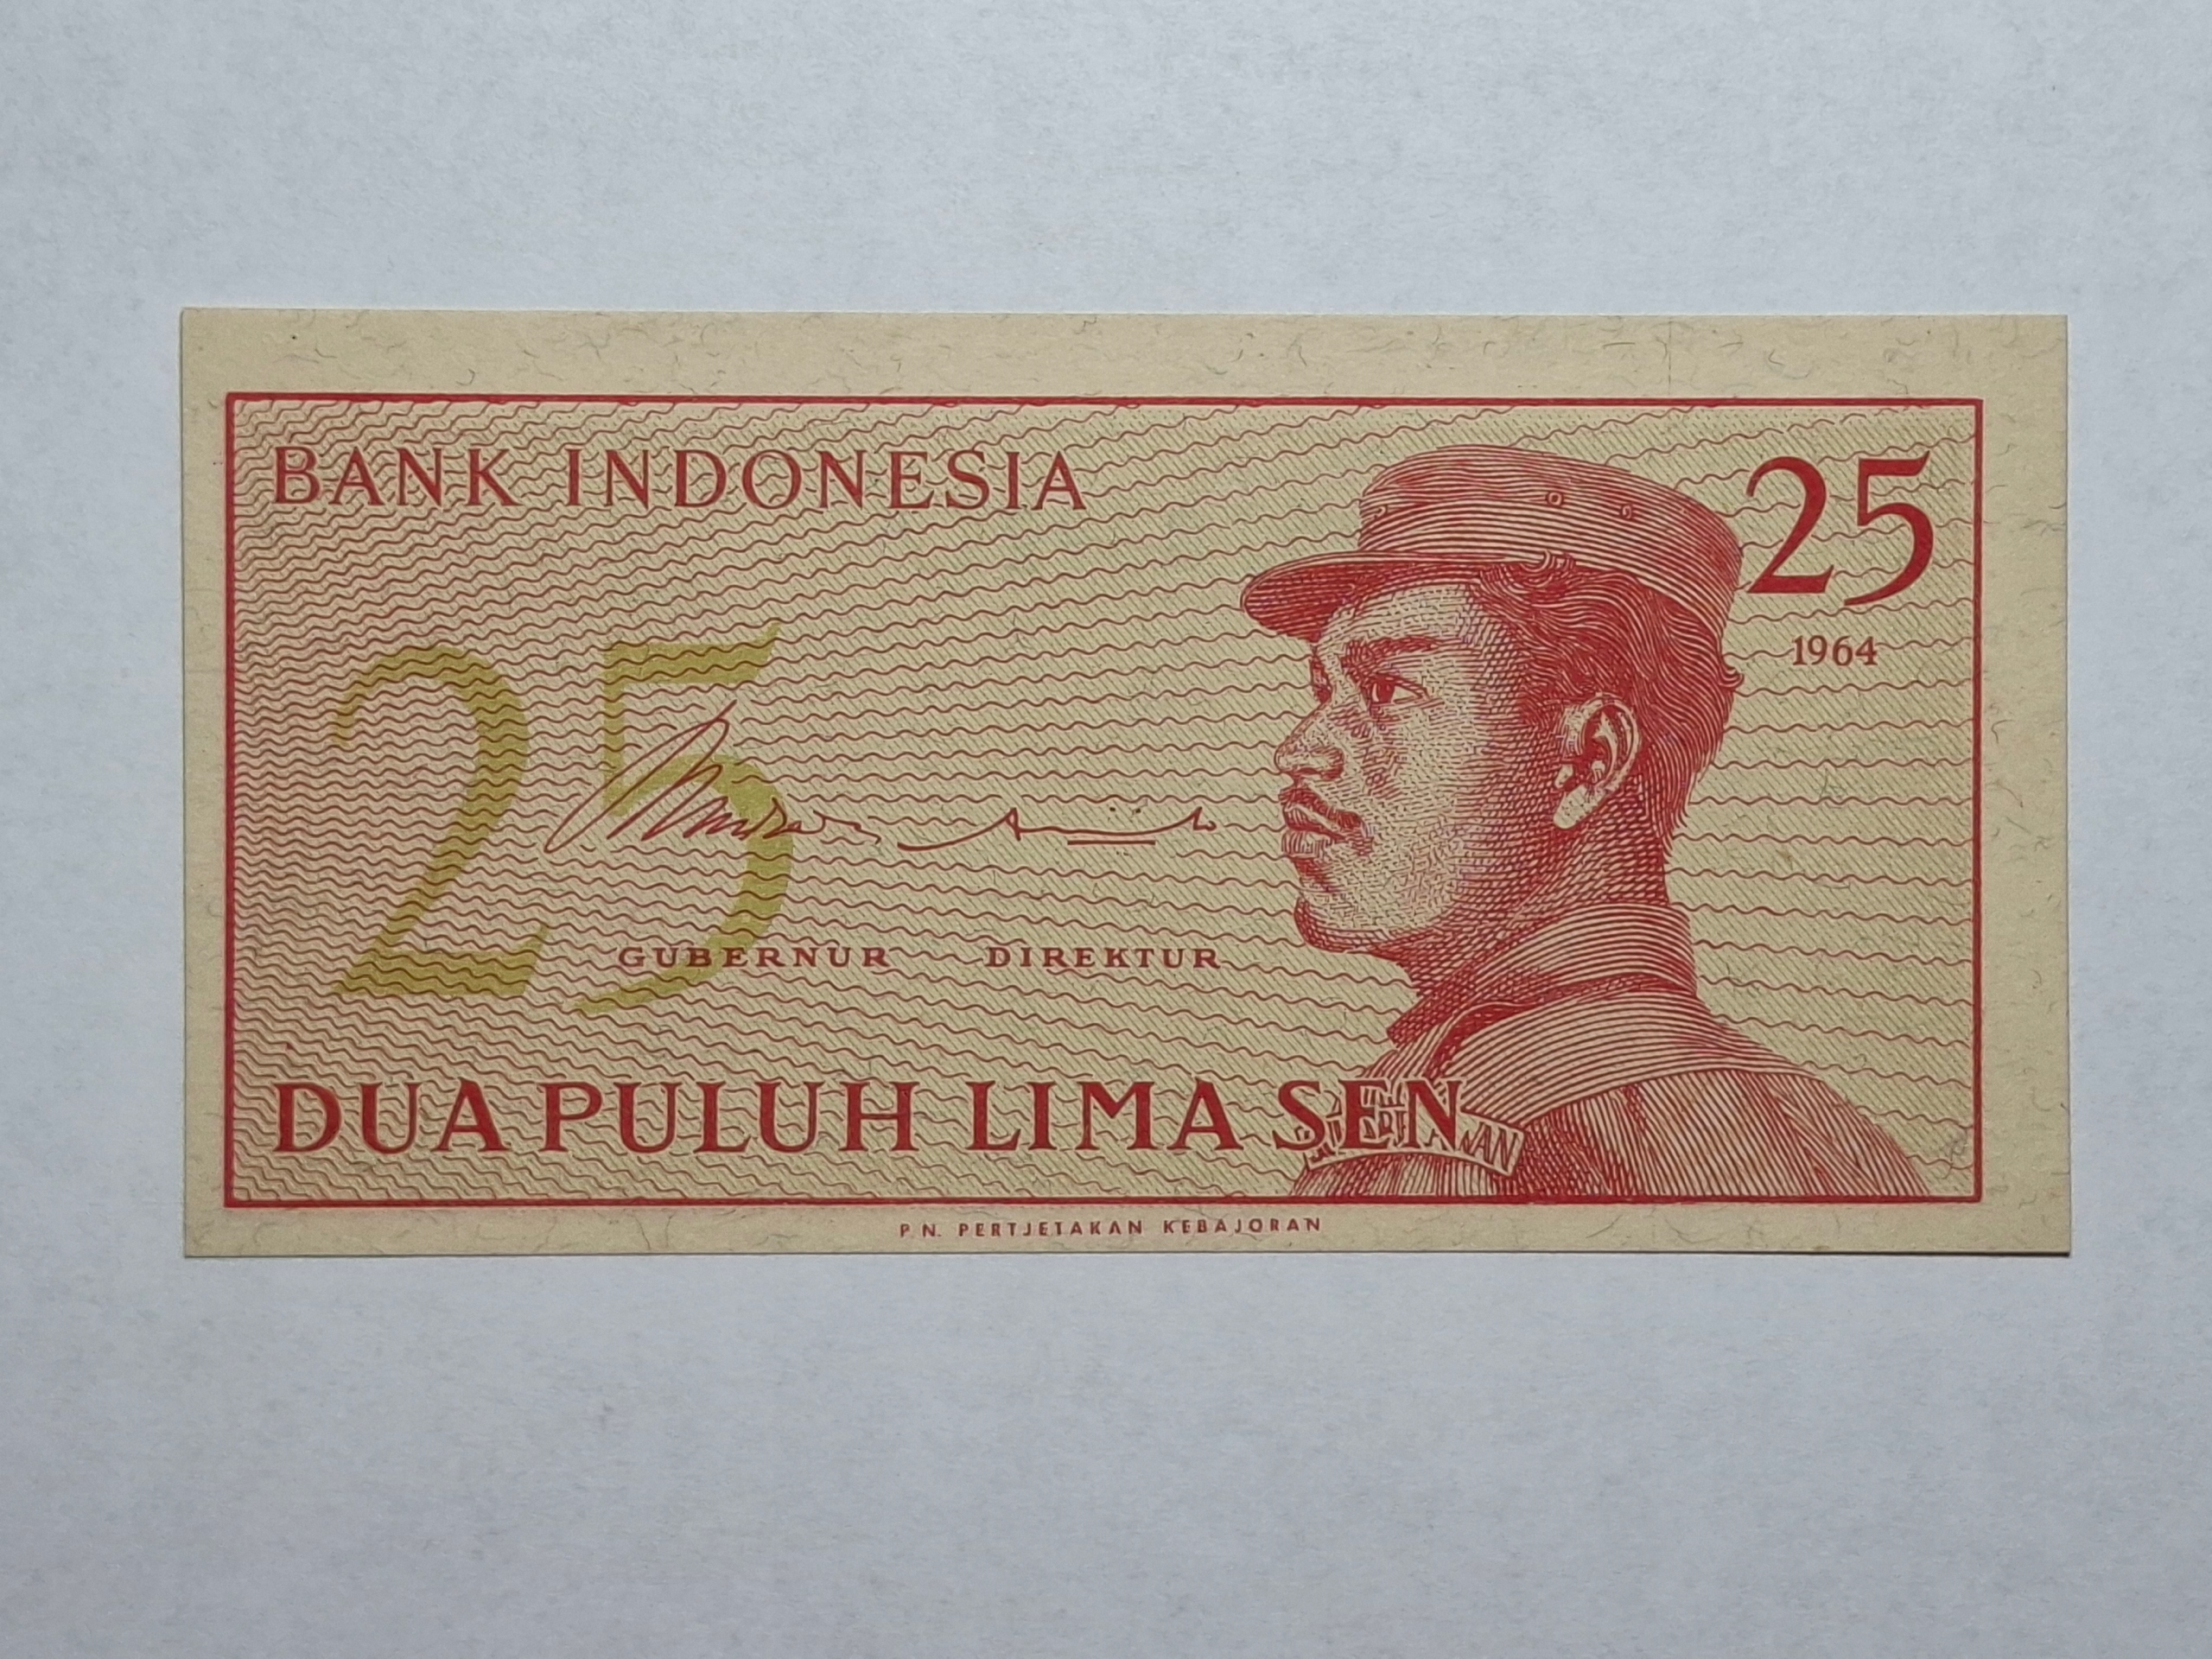 BANK INDONESIA
25
1964
25
GUBERNUR DIREKTUR
DUA PULUH LIMA SEN
P.N. PERTJETAKAN KEBAJORAN